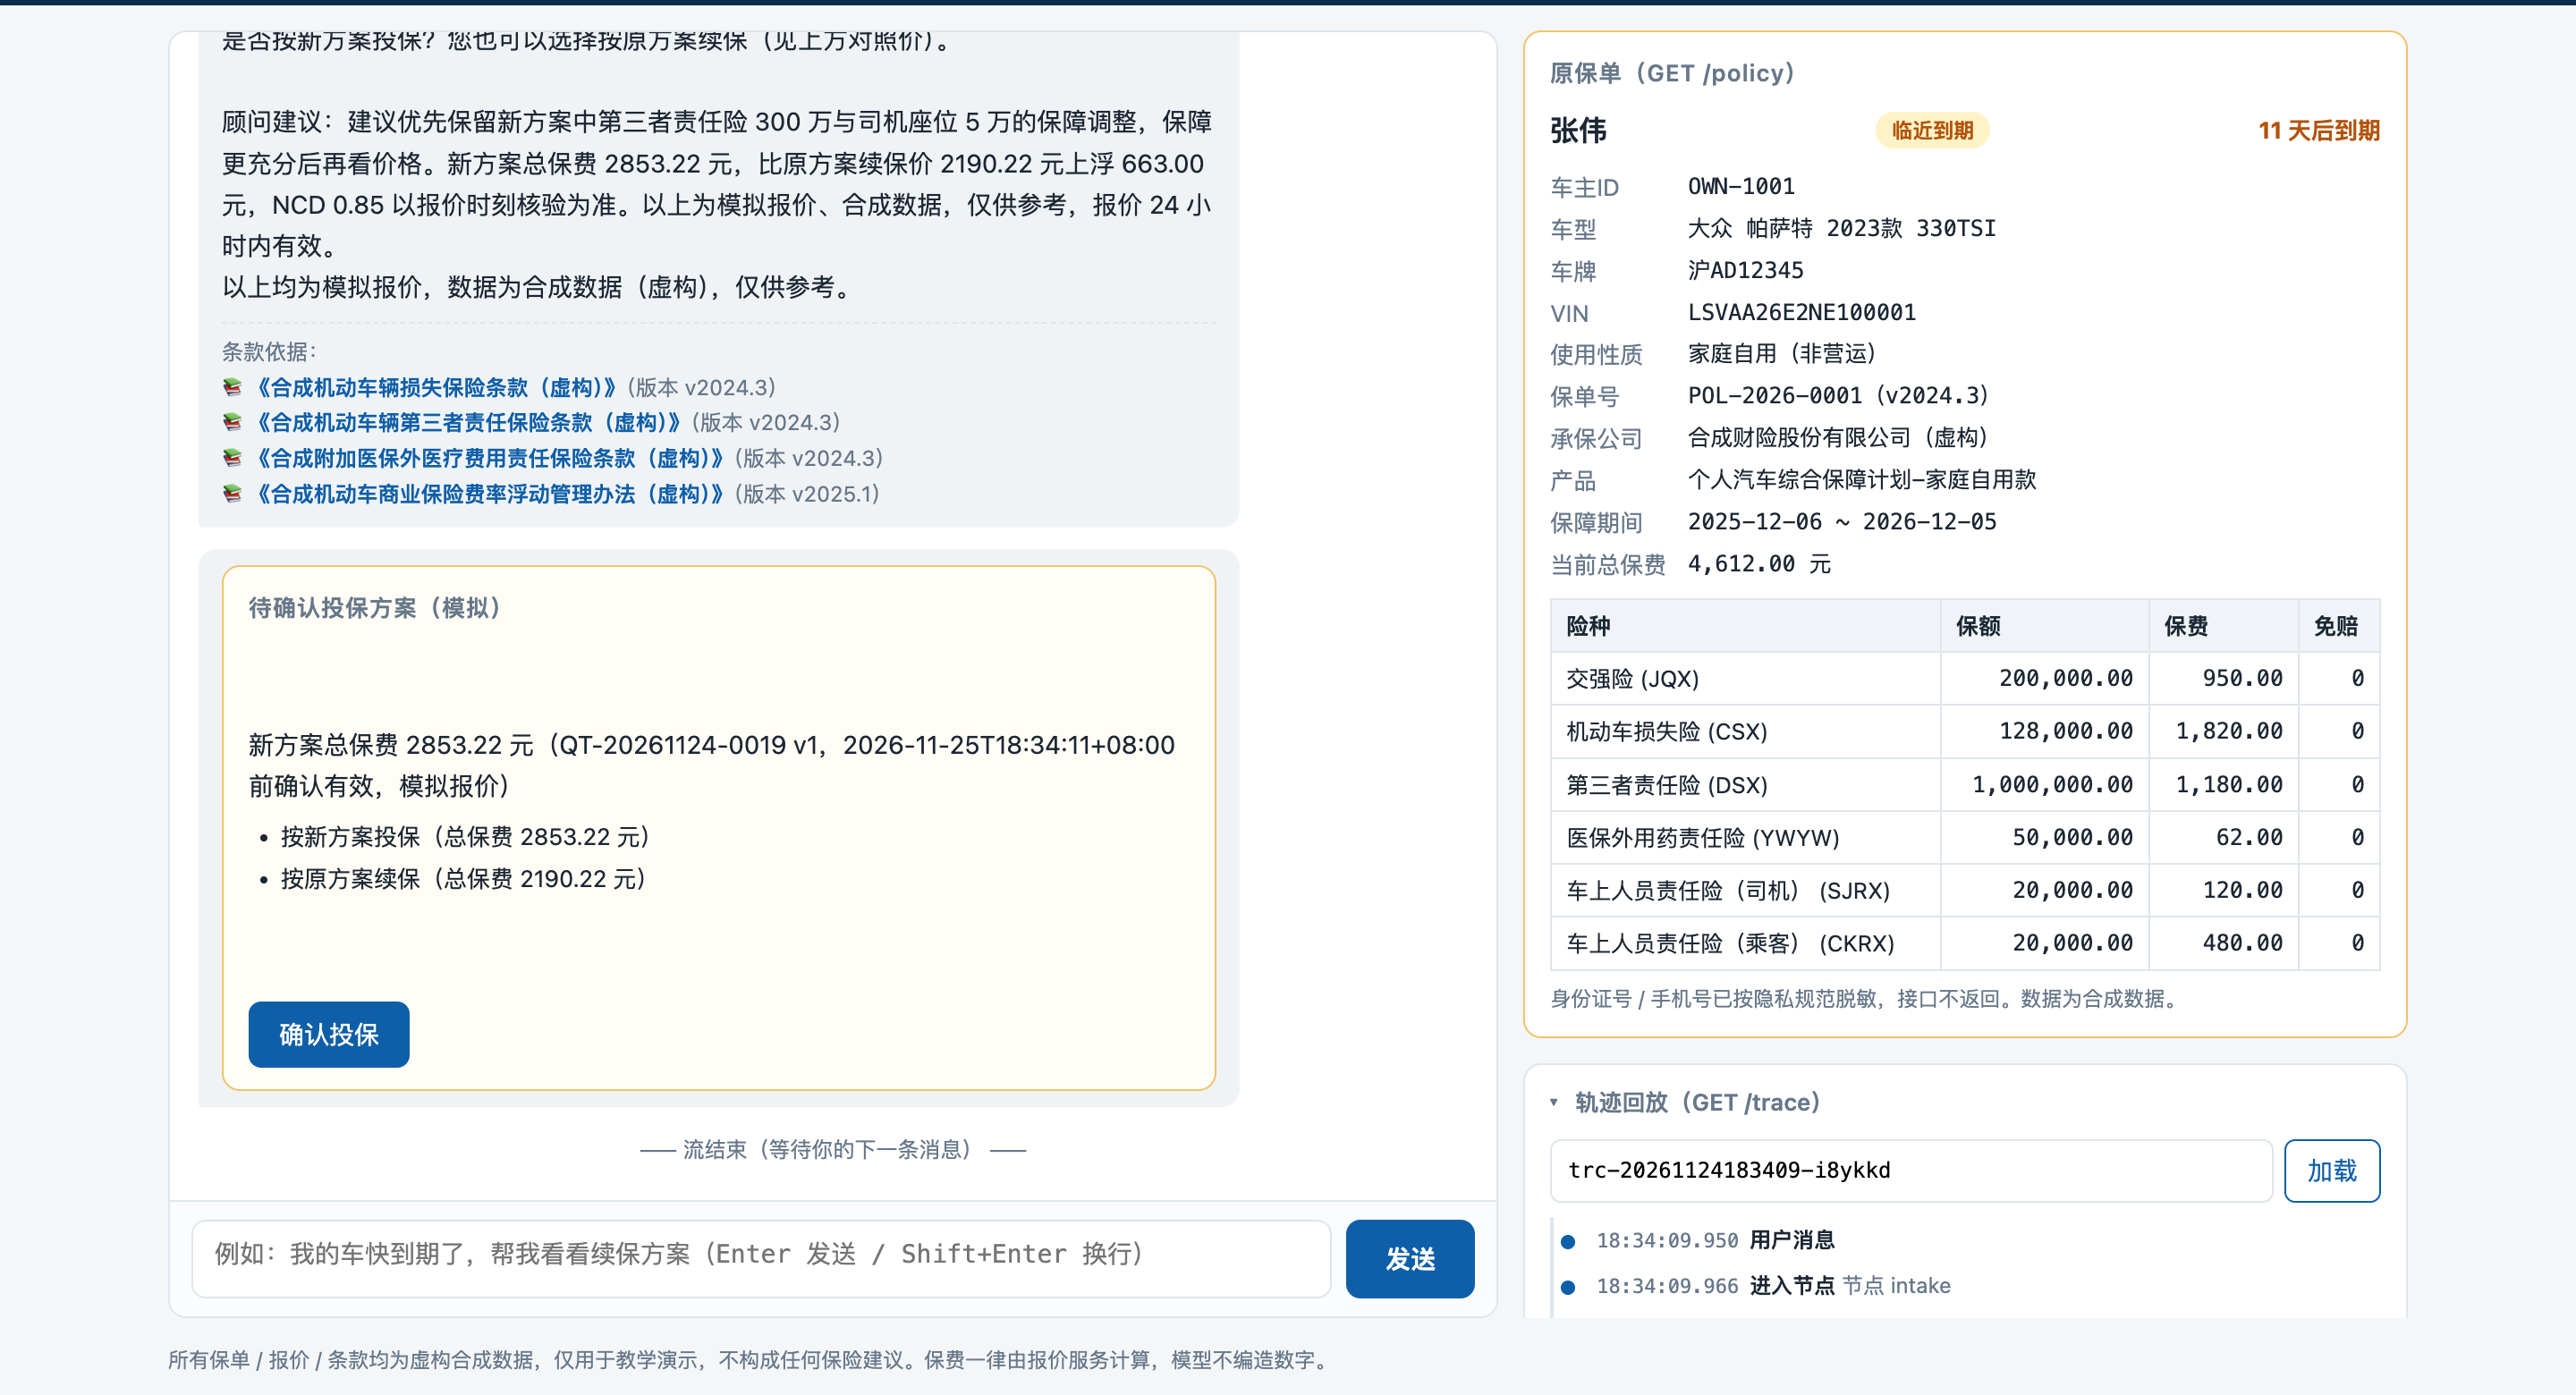 是否按新方案投保？您也可以选择按原方案续保（见上方对照价）。
顾问建议：建议优先保留新方案中第三者责任险 300 万与司机座位 5 万的保障调整，保障
更充分后再看价格。新方案总保费 2853.22 元，比原方案续保价 2190.22 元上浮 663.00
元，NCD 0.85 以报价时刻核验为准。以上为模拟报价、合成数据，仅供参考，报价 24 小
时内有效。
以上均为模拟报价，数据为合成数据（虚构），仅供参考。
条款依据：
《合成机动车辆损失保险条款（虚构）》（版本 v2024.3）
《合成机动车辆第三者责任保险条款（虚构）》（版本 v2024.3）
《合成附加医保外医疗费用责任保险条款（虚构）》（版本 v2024.3）
《合成机动车商业保险费率浮动管理办法（虚构）》（版本 v2025.1）
待确认投保方案（模拟）
新方案总保费 2853.22 元（QT-20261124-0019 v1，2026-11-25T18:34:11+08:00
前确认有效，模拟报价）
• 按新方案投保（总保费 2853.22 元）
• 按原方案续保（总保费 2190.22 元）
确认投保
—— 流结束（等待你的下一条消息） ——
例如：我的车快到期了，帮我看看续保方案（Enter 发送 / Shift+Enter 换行）
发送
原保单（GET /policy）
张伟 临近到期 11 天后到期
车主ID OWN-1001
车型 大众 帕萨特 2023款 330TSI
车牌 沪AD12345
VIN LSVAA26E2NE100001
使用性质 家庭自用（非营运）
保单号 POL-2026-0001（v2024.3）
承保公司 合成财险股份有限公司（虚构）
产品 个人汽车综合保障计划-家庭自用款
保障期间 2025-12-06 ~ 2026-12-05
当前总保费 4,612.00 元
险种 保额 保费 免赔
交强险 (JQX) 200,000.00 950.00 0
机动车损失险 (CSX) 128,000.00 1,820.00 0
第三者责任险 (DSX) 1,000,000.00 1,180.00 0
医保外用药责任险 (YWYW) 50,000.00 62.00 0
车上人员责任险（司机） (SJRX) 20,000.00 120.00 0
车上人员责任险（乘客） (CKRX) 20,000.00 480.00 0
身份证号 / 手机号已按隐私规范脱敏，接口不返回。数据为合成数据。
▼ 轨迹回放（GET /trace）
trc-20261124183409-i8ykkd 加载
18:34:09.950 用户消息
18:34:09.966 进入节点 节点 intake
所有保单 / 报价 / 条款均为虚构合成数据，仅用于教学演示，不构成任何保险建议。保费一律由报价服务计算，模型不编造数字。